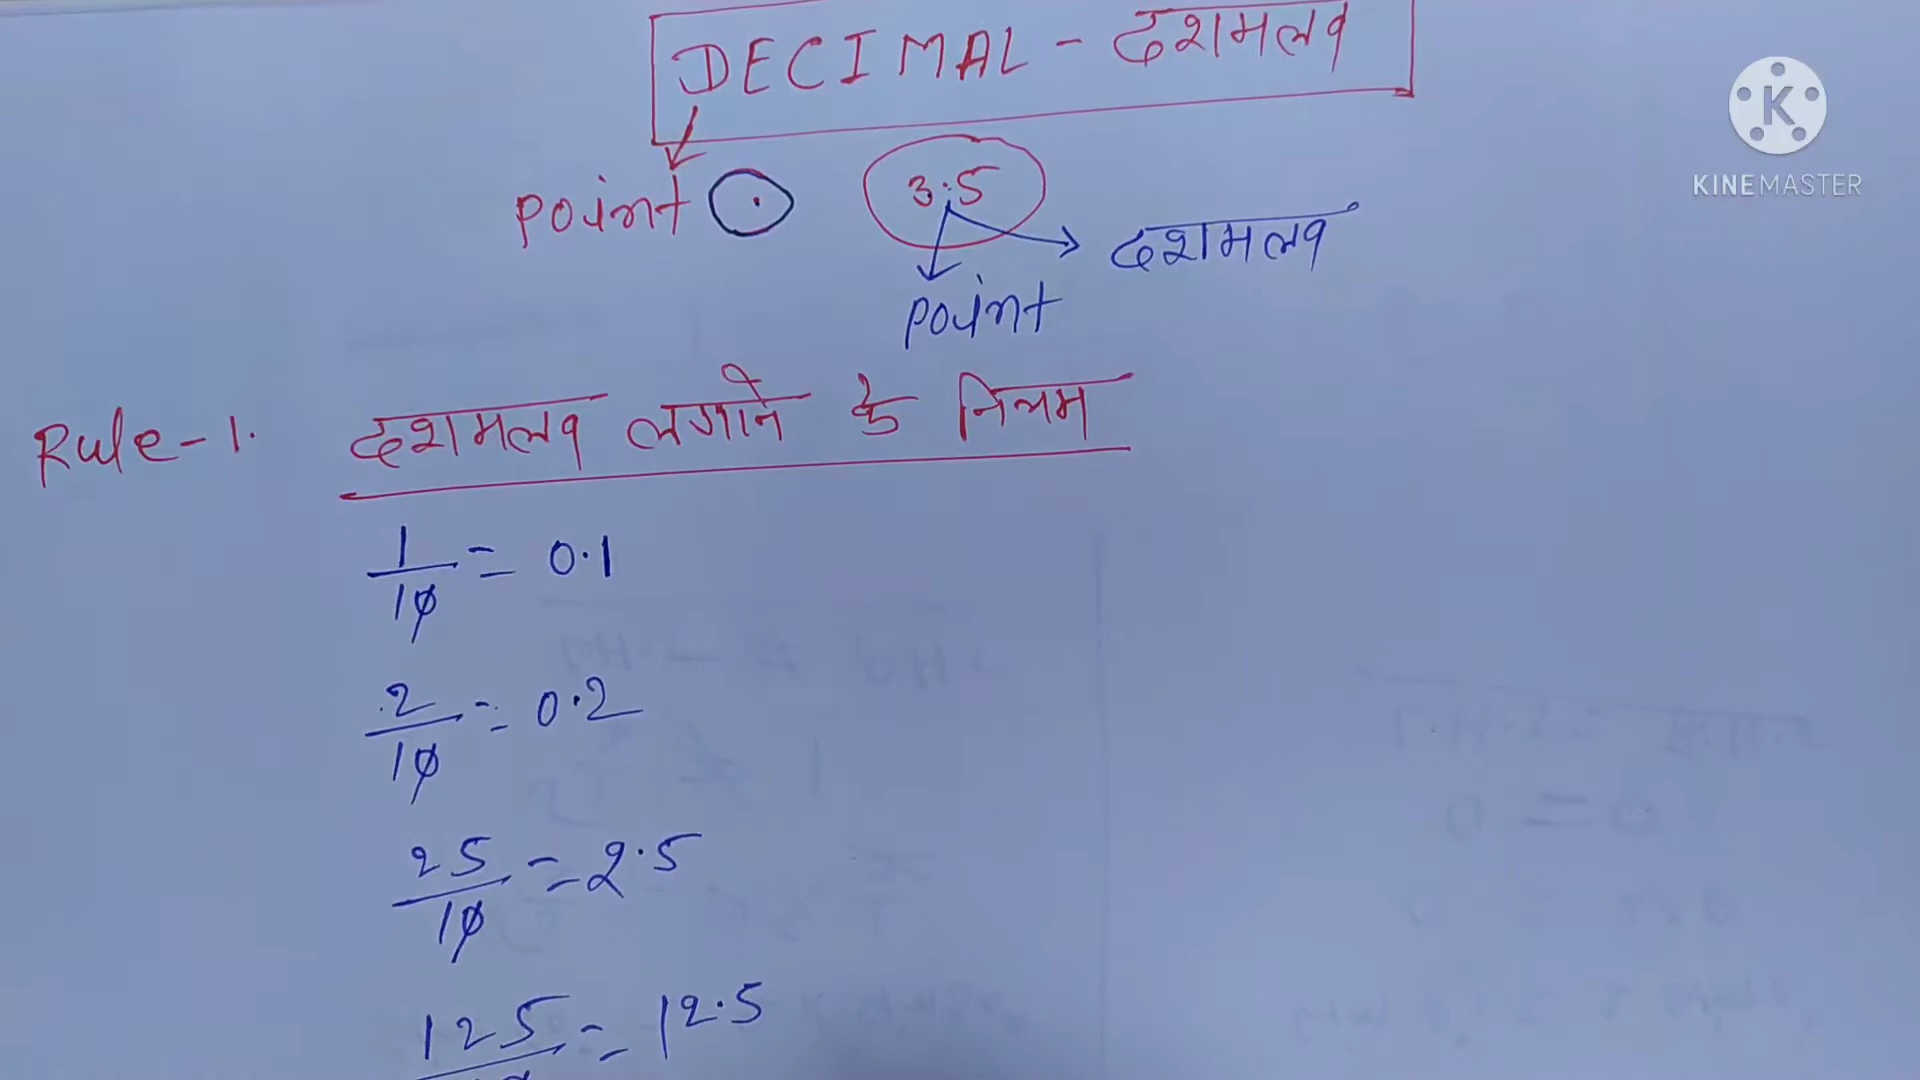 DECIMAL - दशमलव
K
KINEMASTER
point . 3.5
दशमलव
point
Rule-1. दशमलव लगाने के नियम
1/10 = 0.1
2/10 = 0.2
25/10 = 2.5
125 = 12.5